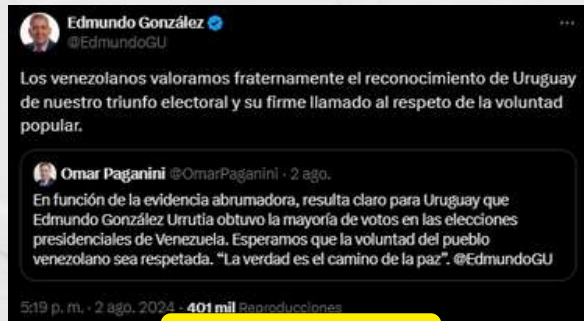 Edmundo González
@EdmundoGU
Los venezolanos valoramos fraternamente el reconocimiento de Uruguay
de nuestro triunfo electoral y su firme llamado al respeto de la voluntad
popular.
Omar Paganini @OmarPaganini · 2 ago.
En función de la evidencia abrumadora, resulta claro para Uruguay que
Edmundo González Urrutia obtuvo la mayoría de votos en las elecciones
presidenciales de Venezuela. Esperamos que la voluntad del pueblo
venezolano sea respetada. “La verdad es el camino de la paz”. @EdmundoGU
5:19 p. m. · 2 ago. 2024 · 401 mil Reproducciones